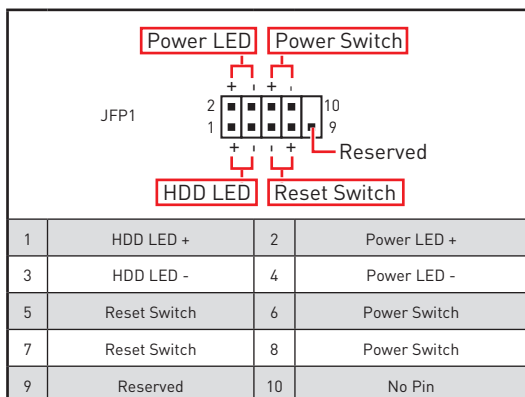 Power LED Power Switch
+ - + -
JFP1
2 10
1 9
+ - - +
Reserved
HDD LED Reset Switch
1 HDD LED + 2 Power LED +
3 HDD LED - 4 Power LED -
5 Reset Switch 6 Power Switch
7 Reset Switch 8 Power Switch
9 Reserved 10 No Pin